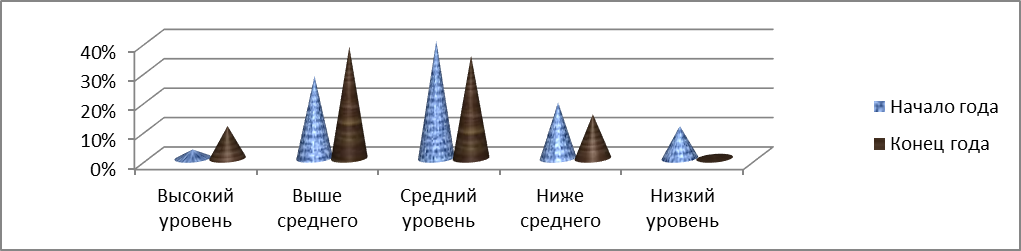 40%
30%
20%
10%
0%
Высокий
уровень
Выше
среднего
Средний
уровень
Ниже
среднего
Низкий
уровень
Начало года
Конец года